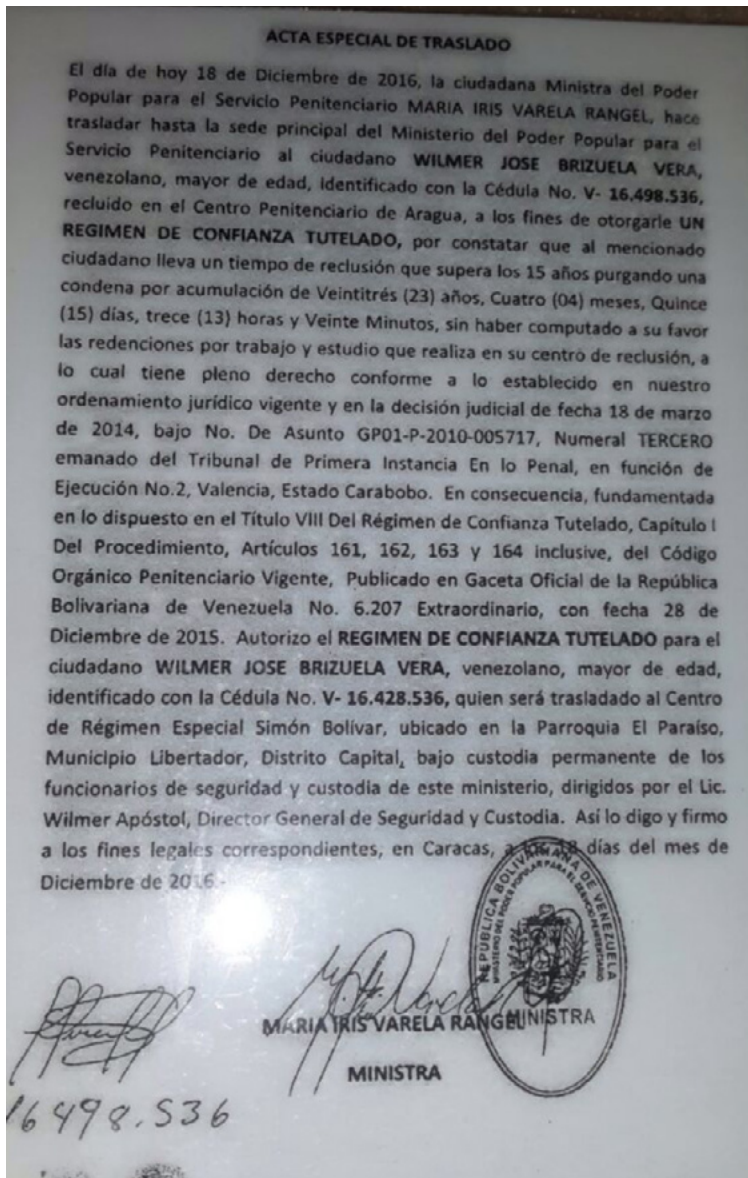 ACTA ESPECIAL DE TRASLADO
El día de hoy 18 de Diciembre de 2016, la ciudadana Ministra del Poder
Popular para el Servicio Penitenciario MARIA IRIS VARELA RANGEL, hace
trasladar hasta la sede principal del Ministerio del Poder Popular para el
Servicio Penitenciario al ciudadano WILMER JOSE BRIZUELA VERA,
venezolano, mayor de edad, identificado con la Cédula No. V- 16.498.536,
recluido en el Centro Penitenciario de Aragua, a los fines de otorgarle UN
REGIMEN DE CONFIANZA TUTELADO, por constatar que al mencionado
ciudadano lleva un tiempo de reclusión que supera los 15 años purgando una
condena por acumulación de Veintitrés (23) años, Cuatro (04) meses, Quince
(15) días, trece (13) horas y Veinte Minutos, sin haber computado a su favor
las redenciones por trabajo y estudio que realiza en su centro de reclusión, a
lo cual tiene pleno derecho conforme a lo establecido en nuestro
ordenamiento jurídico vigente y en la decisión judicial de fecha 18 de marzo
de 2014, bajo No. De Asunto GP01-P-2010-005717, Numeral TERCERO
emanado del Tribunal de Primera Instancia En lo Penal, en función de
Ejecución No.2, Valencia, Estado Carabobo. En consecuencia, fundamentada
en lo dispuesto en el Título VIII Del Régimen de Confianza Tutelado, Capítulo I
Del Procedimiento, Artículos 161, 162, 163 y 164 inclusive, del Código
Orgánico Penitenciario Vigente, Publicado en Gaceta Oficial de la República
Bolivariana de Venezuela No. 6.207 Extraordinario, con fecha 28 de
Diciembre de 2015. Autorizo el REGIMEN DE CONFIANZA TUTELADO para el
ciudadano WILMER JOSE BRIZUELA VERA, venezolano, mayor de edad,
identificado con la Cédula No. V- 16.428.536, quien será trasladado al Centro
de Régimen Especial Simón Bolívar, ubicado en la Parroquia El Paraíso,
Municipio Libertador, Distrito Capital, bajo custodia permanente de los
funcionarios de seguridad y custodia de este ministerio, dirigidos por el Lic.
Wilmer Apóstol, Director General de Seguridad y Custodia. Así lo digo y firmo
a los fines legales correspondientes, en Caracas, a los 18 días del mes de
Diciembre de 2016.-
REPUBLICA BOLIVARIANA DE VENEZUELA
MINISTERIO DEL PODER POPULAR PARA EL SERVICIO PENITENCIARIO
MINISTRA
MARIA IRIS VARELA RANGEL
MINISTRA
16498.536